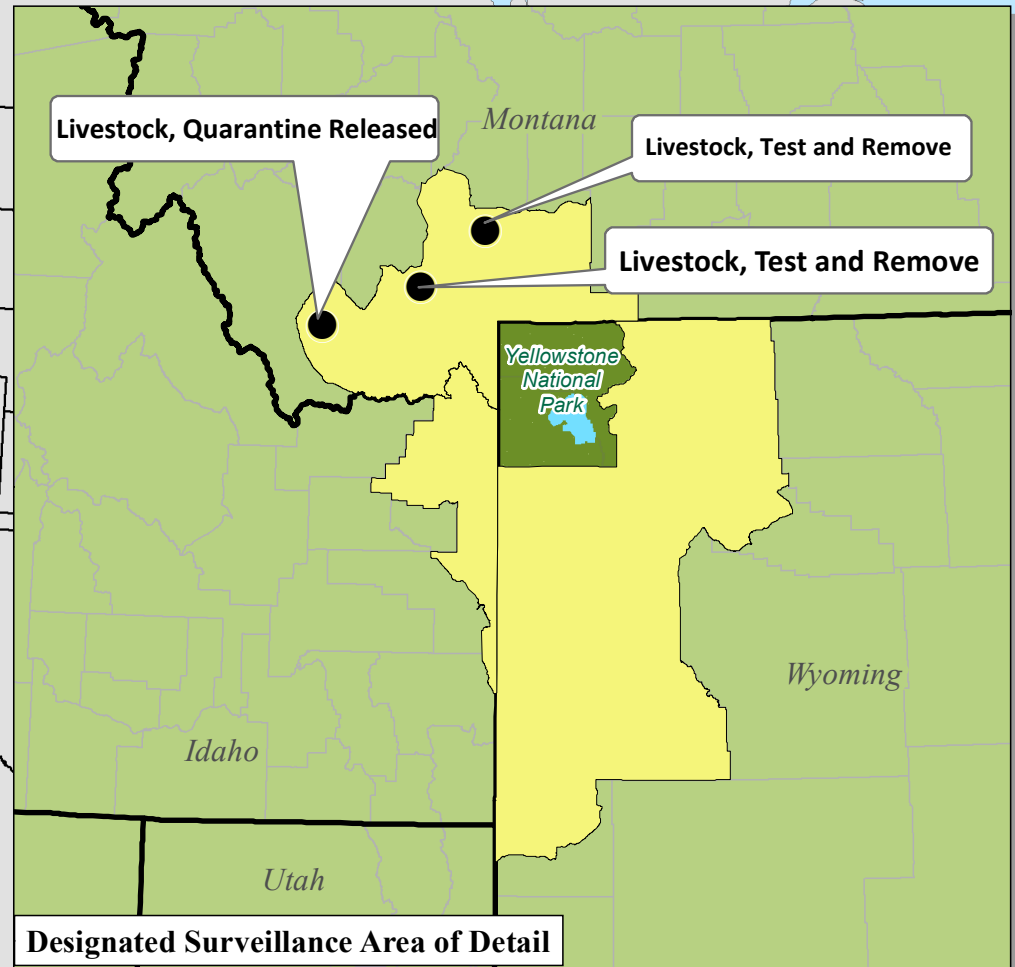 Montana
Livestock, Quarantine Released
Livestock, Test and Remove
Livestock, Test and Remove
Yellowstone
National
Park
Wyoming
Idaho
Utah
Designated Surveillance Area of Detail